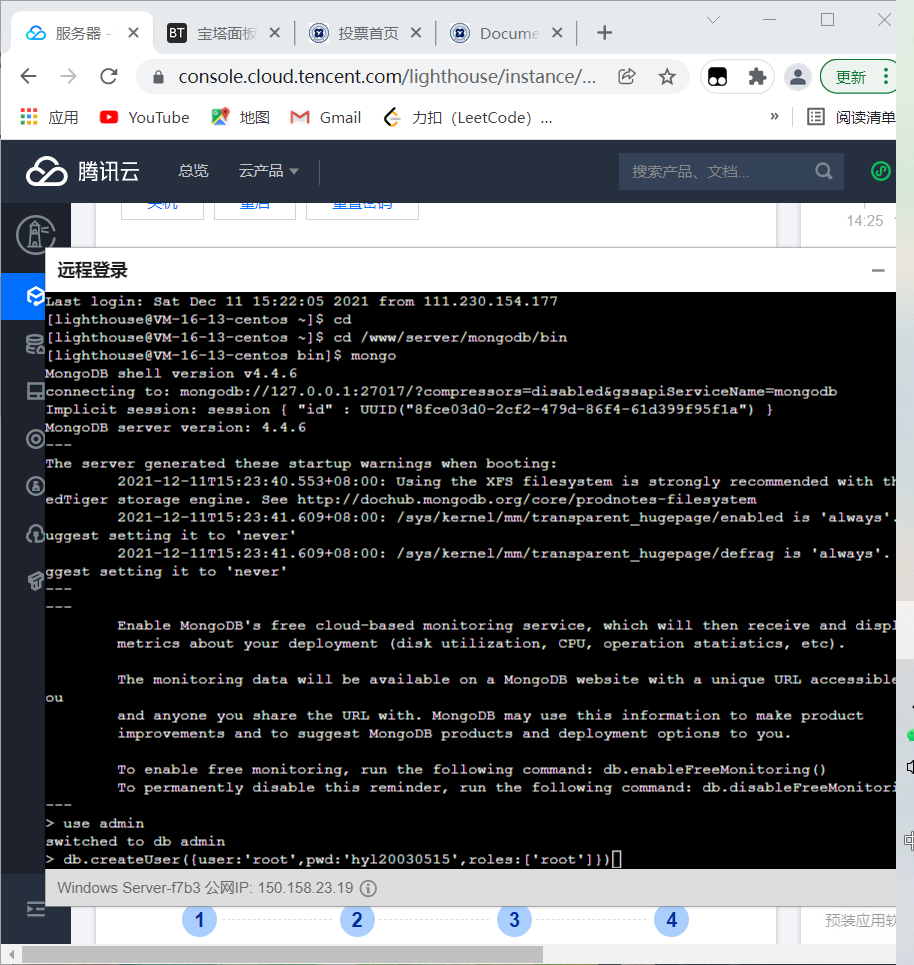 服务器 -
BT 宝塔面板
投票首页
Docume
console.cloud.tencent.com/lighthouse/instance/...
更新
应用
YouTube
地图
Gmail
力扣（LeetCode）...
»
阅读清单
腾讯云
总览
云产品
搜索产品、文档...
关机
重启
重置密码
14:25
远程登录
Last login: Sat Dec 11 15:22:05 2021 from 111.230.154.177
[lighthouse@VM-16-13-centos ~]$ cd
[lighthouse@VM-16-13-centos ~]$ cd /www/server/mongodb/bin
[lighthouse@VM-16-13-centos bin]$ mongo
MongoDB shell version v4.4.6
connecting to: mongodb://127.0.0.1:27017/?compressors=disabled&gssapiServiceName=mongodb
Implicit session: session { "id" : UUID("8fce03d0-2cf2-479d-86f4-61d399f95f1a") }
MongoDB server version: 4.4.6
---
The server generated these startup warnings when booting:
2021-12-11T15:23:40.553+08:00: Using the XFS filesystem is strongly recommended with th
edTiger storage engine. See http://dochub.mongodb.org/core/prodnotes-filesystem
2021-12-11T15:23:41.609+08:00: /sys/kernel/mm/transparent_hugepage/enabled is 'always'.
uggest setting it to 'never'
2021-12-11T15:23:41.609+08:00: /sys/kernel/mm/transparent_hugepage/defrag is 'always'.
ggest setting it to 'never'
---
---
Enable MongoDB's free cloud-based monitoring service, which will then receive and displ
metrics about your deployment (disk utilization, CPU, operation statistics, etc).
The monitoring data will be available on a MongoDB website with a unique URL accessible
ou
and anyone you share the URL with. MongoDB may use this information to make product
improvements and to suggest MongoDB products and deployment options to you.
To enable free monitoring, run the following command: db.enableFreeMonitoring()
To permanently disable this reminder, run the following command: db.disableFreeMonitori
---
> use admin
switched to db admin
> db.createUser({user:'root',pwd:'hyl20030515',roles:['root']})
Windows Server-f7b3 公网IP: 150.158.23.19
1
2
3
4
预装应用软